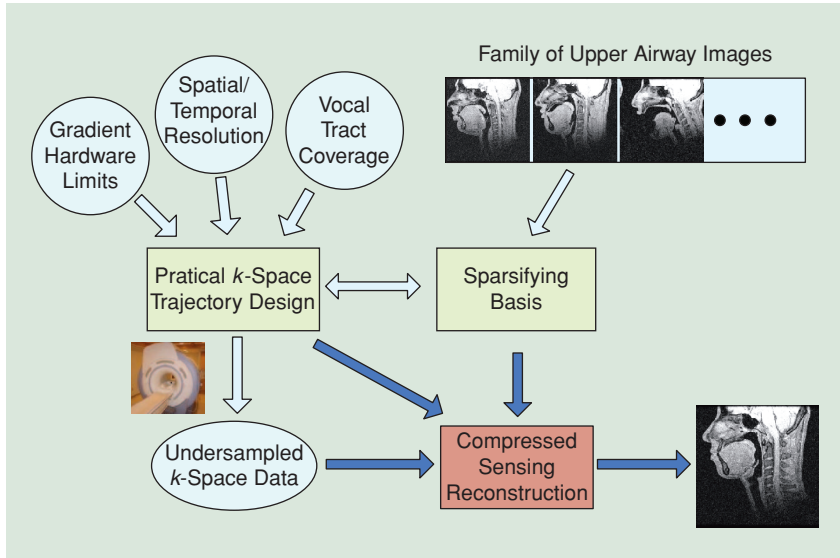 Family of Upper Airway Images
Spatial/
Temporal
Resolution
Vocal
Tract
Coverage
Gradient
Hardware
Limits
Pratical k-Space
Trajectory Design
Sparsifying
Basis
Undersampled
k-Space Data
Compressed
Sensing
Reconstruction